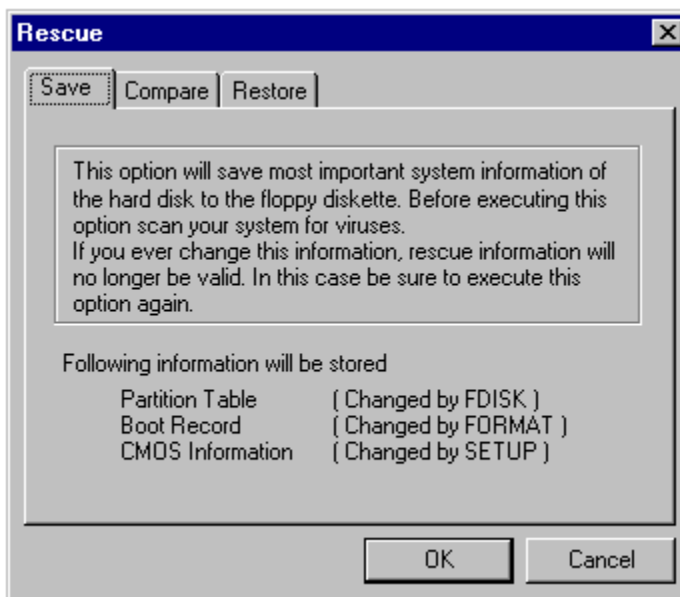 Rescue
Save Compare Restore
This option will save most important system information of
the hard disk to the floppy diskette. Before executing this
option scan your system for viruses.
If you ever change this information, rescue information will
no longer be valid. In this case be sure to execute this
option again.
Following information will be stored
Partition Table ( Changed by FDISK )
Boot Record ( Changed by FORMAT )
CMOS Information ( Changed by SETUP )
OK Cancel